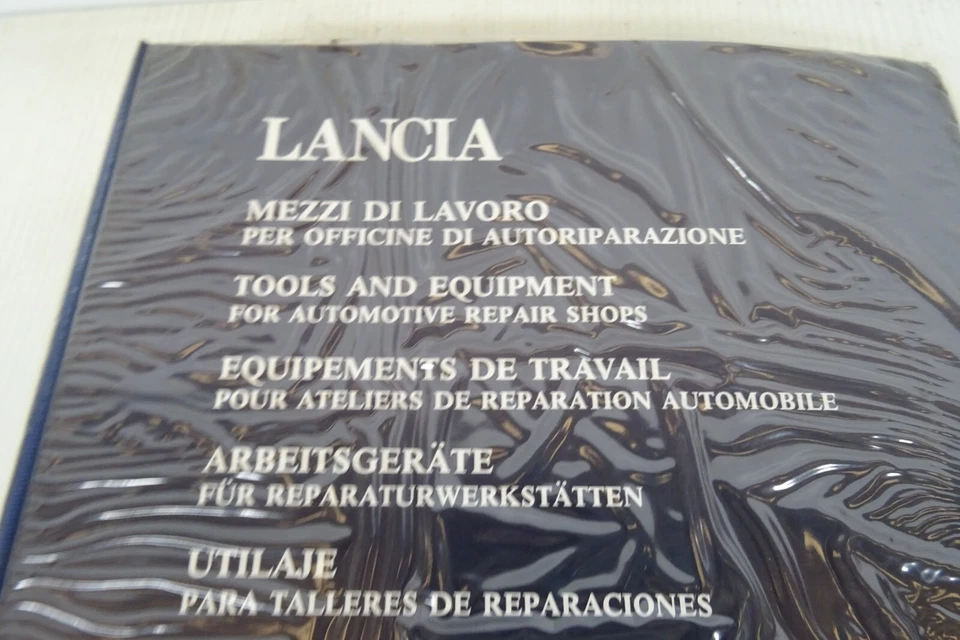 LANCIA
MEZZI DI LAVORO
PER OFFICINE DI AUTORIPARAZIONE
TOOLS AND EQUIPMENT
FOR AUTOMOTIVE REPAIR SHOPS
EQUIPEMENTS DE TRAVAIL
POUR ATELIERS DE REPARATION AUTOMOBILE
ARBEITSGERÄTE
FÜR REPARATURWERKSTÄTTEN
UTILAJE
PARA TALLERES DE REPARACIONES